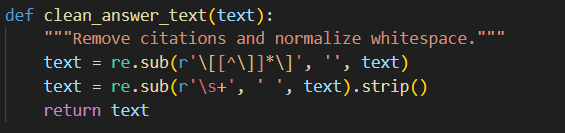 def clean_answer_text(text):
    """Remove citations and normalize whitespace."""
    text = re.sub(r'\[[^\]]*\]', '', text)
    text = re.sub(r'\s+', ' ', text).strip()
    return text